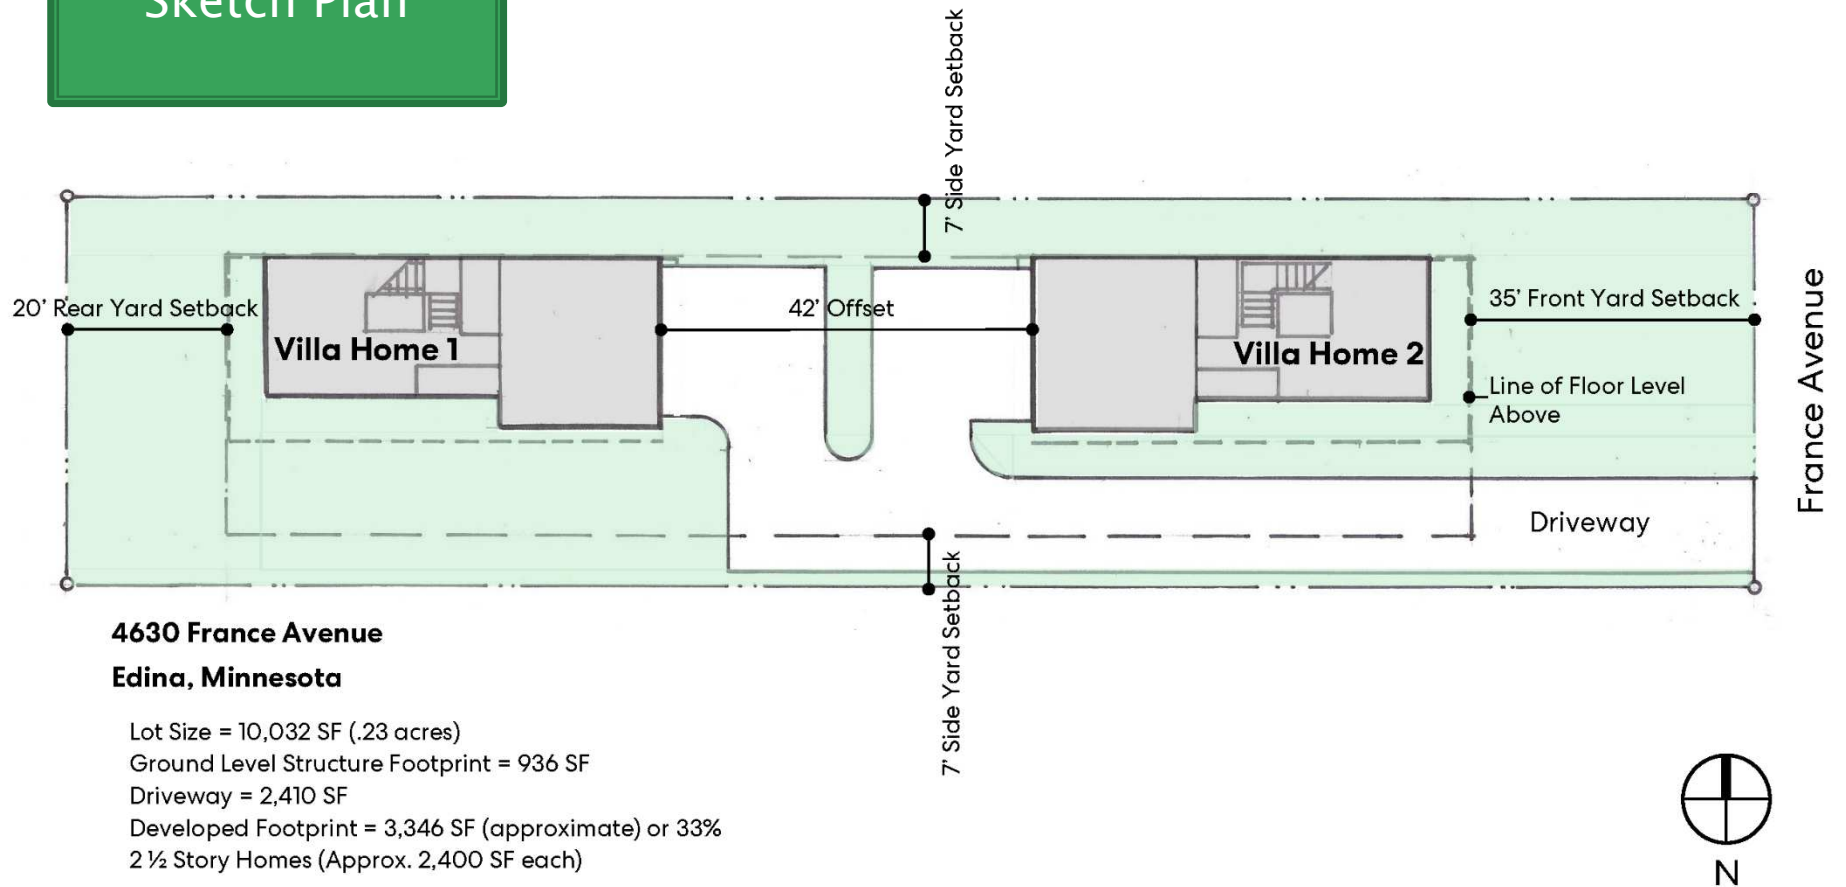 Sketch Plan
7' Side Yard Setback
20' Rear Yard Setback
42' Offset
35' Front Yard Setback
Villa Home 1
Villa Home 2
Line of Floor Level
Above
France Avenue
Driveway
7' Side Yard Setback
4630 France Avenue
Edina, Minnesota
Lot Size = 10,032 SF (.23 acres)
Ground Level Structure Footprint = 936 SF
Driveway = 2,410 SF
Developed Footprint = 3,346 SF (approximate) or 33%
2 ½ Story Homes (Approx. 2,400 SF each)
N